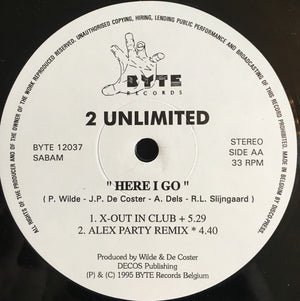 ALL RIGHTS OF THE PRODUCER AND OF THE OWNER OF THE WORK REPRODUCED RESERVED. UNAUTHORISED COPYING, HIRING, LENDING, PUBLIC PERFORMANCE AND BROADCASTING OF THIS RECORD PROHIBITED. MADE IN BELGIUM BY DECO-PRESS.
BYTE
RECORDS
2 UNLIMITED
BYTE 12037
SABAM
STEREO
SIDE AA
33 RPM
" HERE I GO "
( P. Wilde - J.P. De Coster - A. Dels - R.L. Slijngaard )
1. X-OUT IN CLUB + 5.29
2. ALEX PARTY REMIX * 4.40
Produced by Wilde & De Coster
DECOS Publishing
(P) & (C) 1995 BYTE Records Belgium